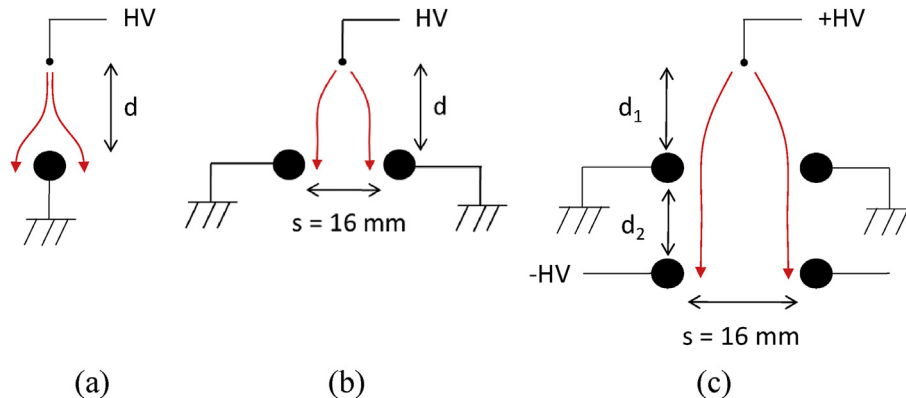 HV
d
(a)
HV
d
s = 16 mm
(b)
+HV
d₁
d₂
-HV
s = 16 mm
(c)